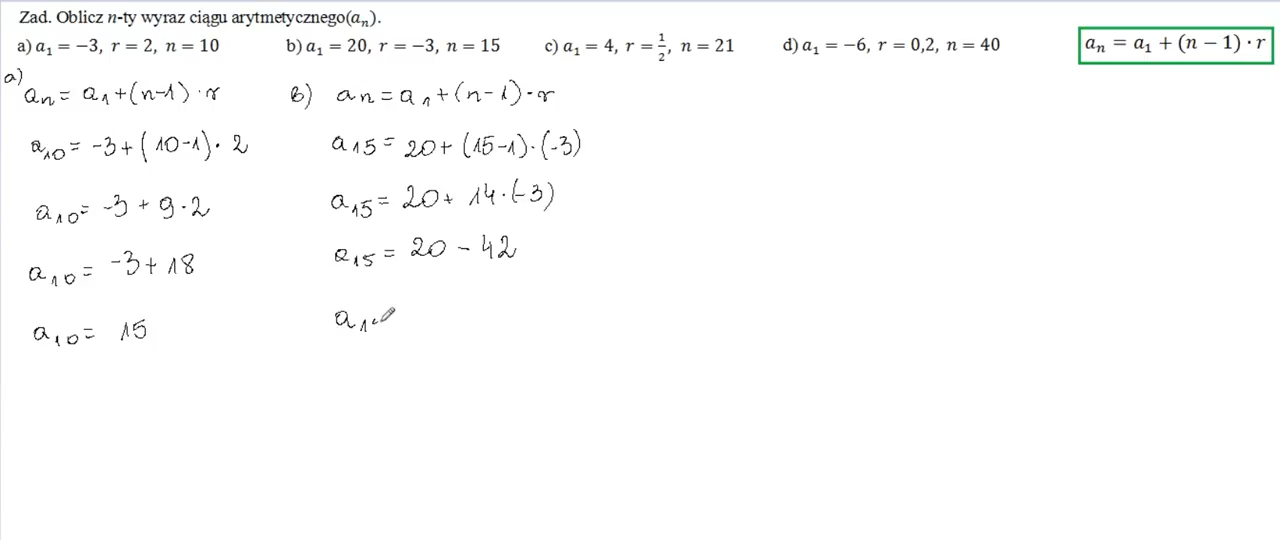 Zad. Oblicz n-ty wyraz ciągu arytmetycznego(aₙ).
a) a₁ = −3, r = 2, n = 10 b) a₁ = 20, r = −3, n = 15 c) a₁ = 4, r = 1/2, n = 21 d) a₁ = −6, r = 0,2, n = 40
aₙ = a₁ + (n − 1) · r
a)
aₙ = a₁ + (n−1) · r
a₁₀ = −3 + (10−1) · 2
a₁₀ = −3 + 9 · 2
a₁₀ = −3 + 18
a₁₀ = 15
b) aₙ = a₁ + (n−1) · r
a₁₅ = 20 + (15−1) · (−3)
a₁₅ = 20 + 14 · (−3)
a₁₅ = 20 − 42
a₁